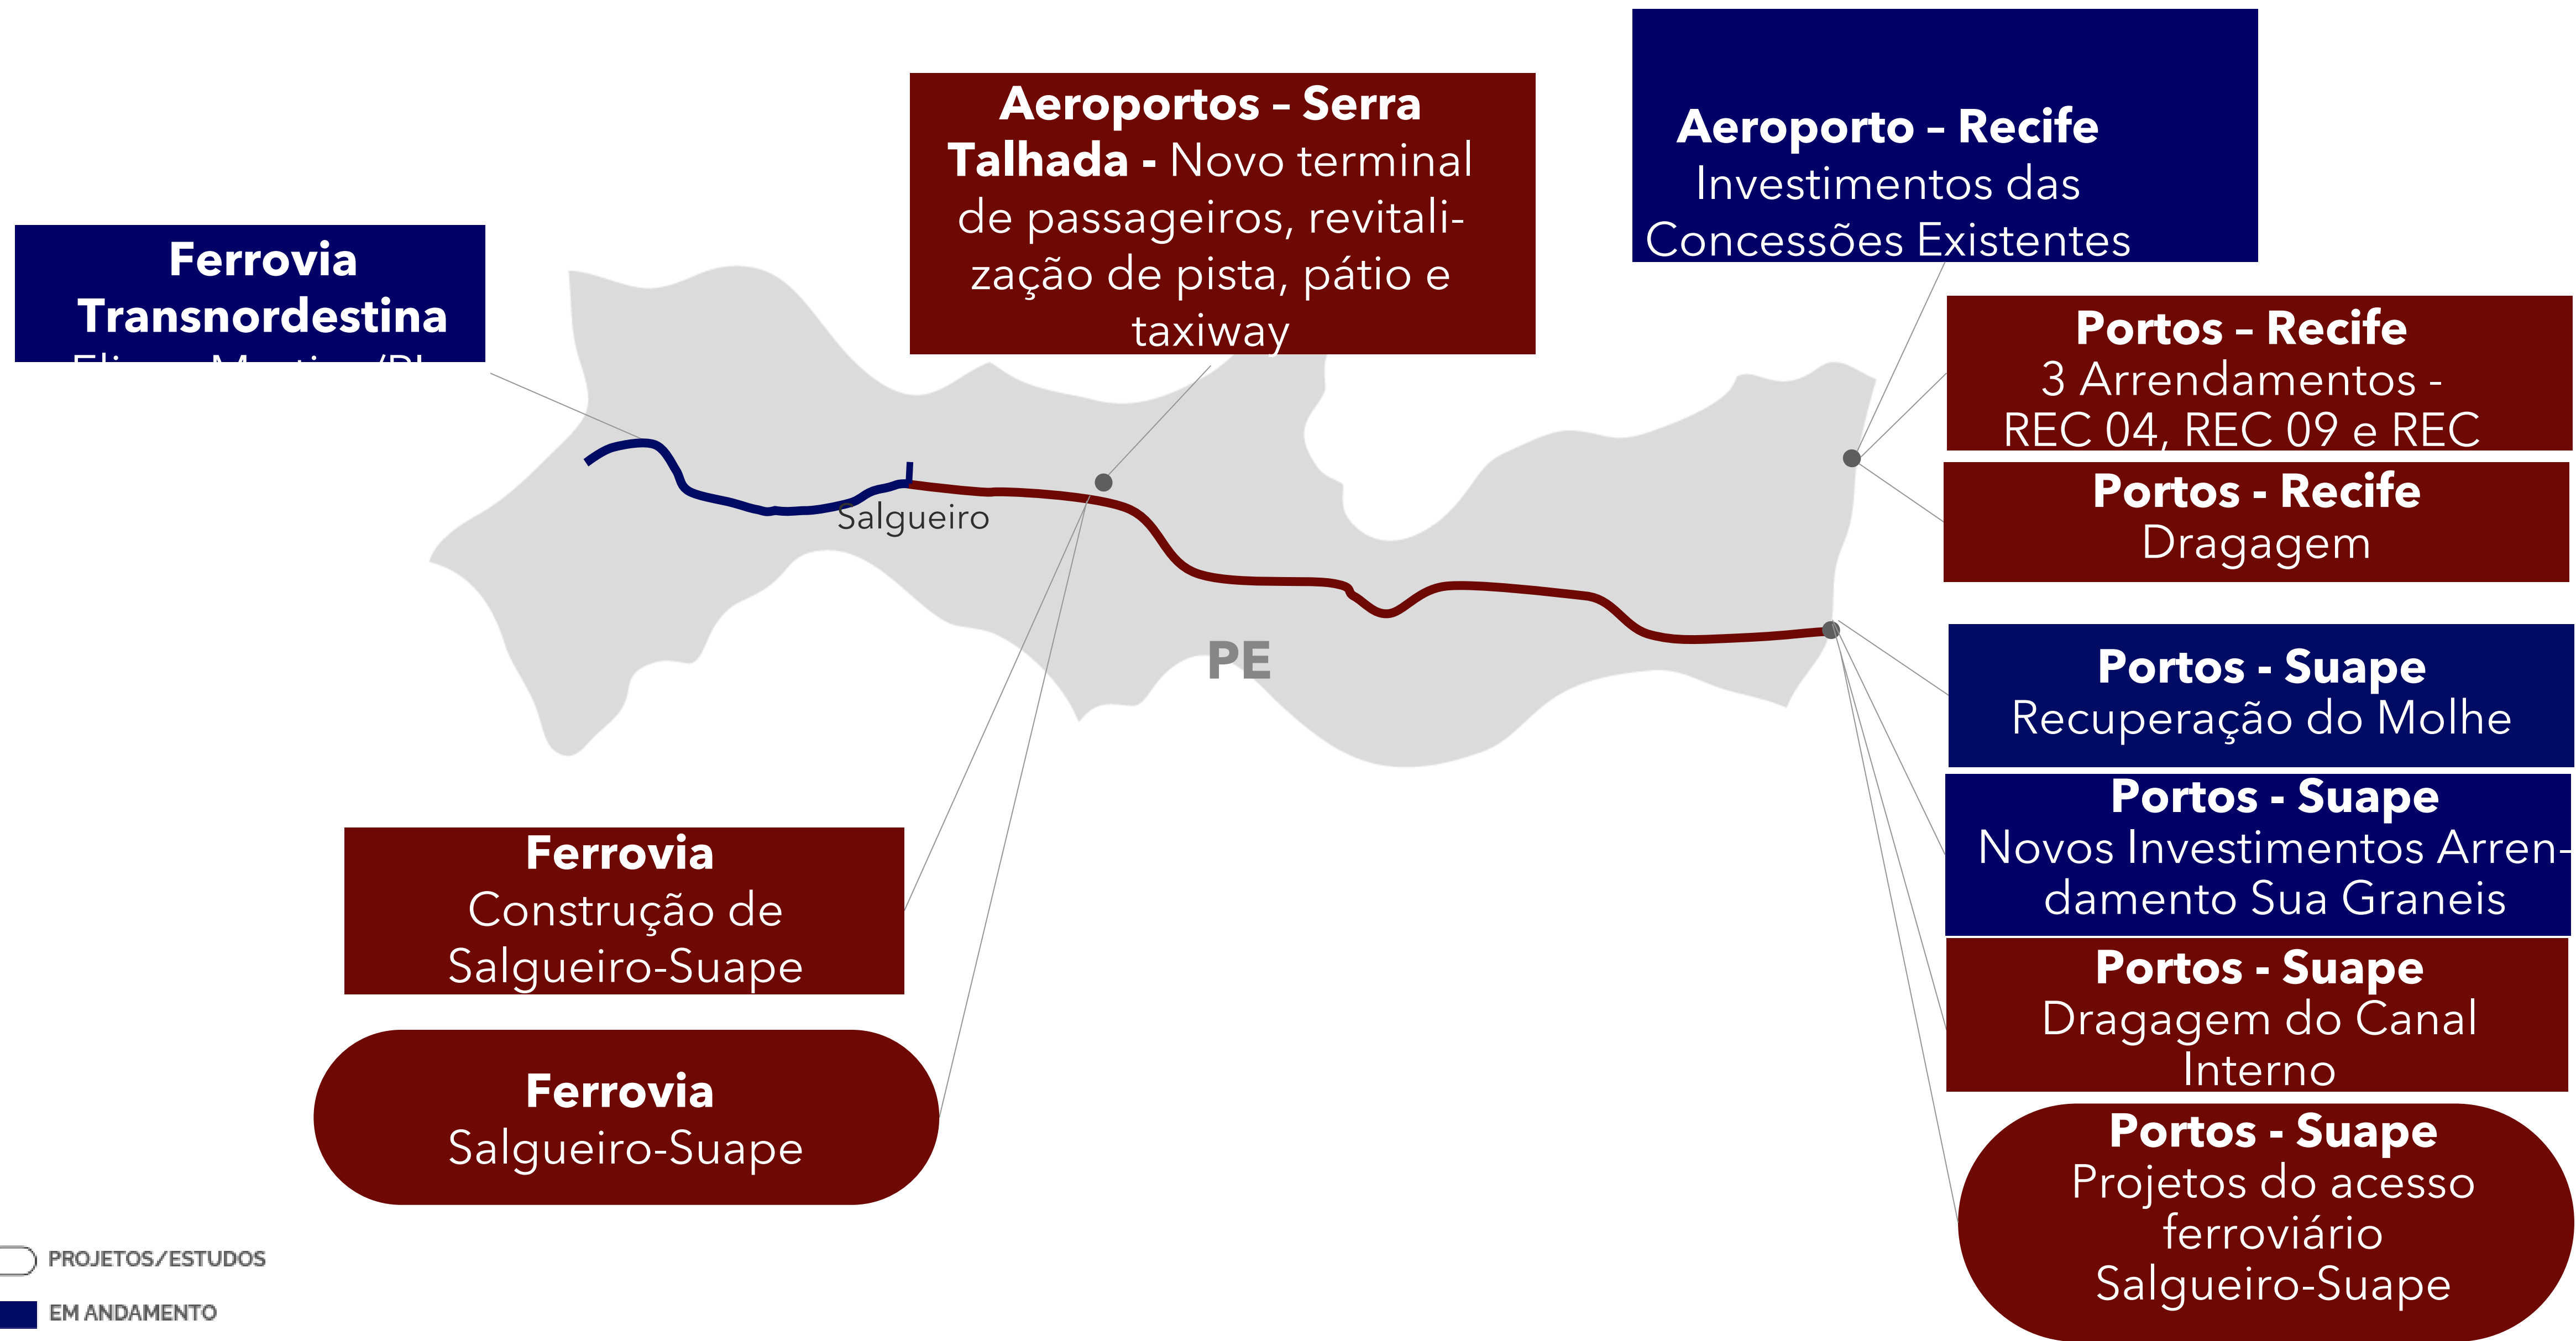 Aeroportos – Serra
Talhada - Novo terminal
de passageiros, revitali-
zação de pista, pátio e
taxiway
Aeroporto – Recife
Investimentos das
Concessões Existentes
Ferrovia
Transnordestina
Portos – Recife
3 Arrendamentos -
REC 04, REC 09 e REC
Portos - Recife
Dragagem
Salgueiro
PE
Portos - Suape
Recuperação do Molhe
Portos - Suape
Novos Investimentos Arren-
damento Sua Graneis
Portos - Suape
Dragagem do Canal
Interno
Portos - Suape
Projetos do acesso
ferroviário
Salgueiro-Suape
Ferrovia
Construção de
Salgueiro-Suape
Ferrovia
Salgueiro-Suape
PROJETOS/ESTUDOS
EM ANDAMENTO